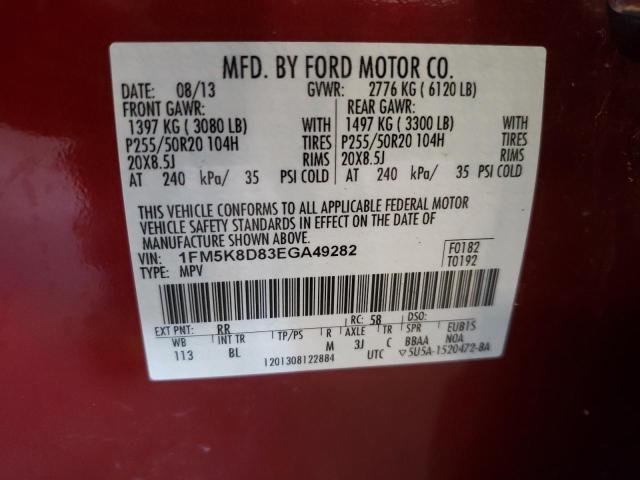 MFD. BY FORD MOTOR CO.
DATE: 08/13 GVWR: 2776 KG ( 6120 LB)
FRONT GAWR: REAR GAWR:
1397 KG ( 3080 LB) WITH 1497 KG ( 3300 LB) WITH
P255/50R20 104H TIRES P255/50R20 104H TIRES
20X8.5J RIMS 20X8.5J RIMS
AT 240 kPa/ 35 PSI COLD AT 240 kPa/ 35 PSI COLD
THIS VEHICLE CONFORMS TO ALL APPLICABLE FEDERAL MOTOR
VEHICLE SAFETY STANDARDS IN EFFECT ON THE DATE OF
MANUFACTURE SHOWN ABOVE.
VIN: 1FM5K8D83EGA49282 F0182
TYPE: MPV T0192
EXT PNT: RR RC: 58 DSO:
WB INT TR TP/PS R AXLE TR SPR EUB1S
113 BL M 3J C BBAA NOA
1201308122884 UTC ▽5U5A-1520472-BA